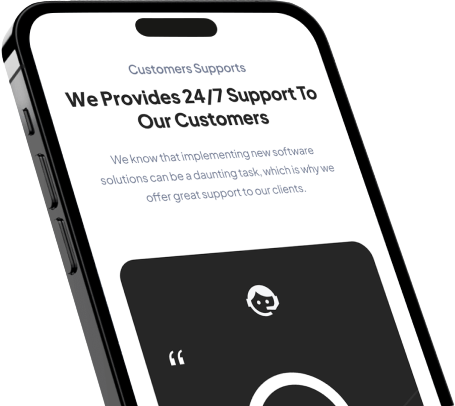 Customers Supports
We Provides 24/7 Support To
Our Customers
We know that implementing new software
solutions can be a daunting task, which is why we
offer great support to our clients.
“